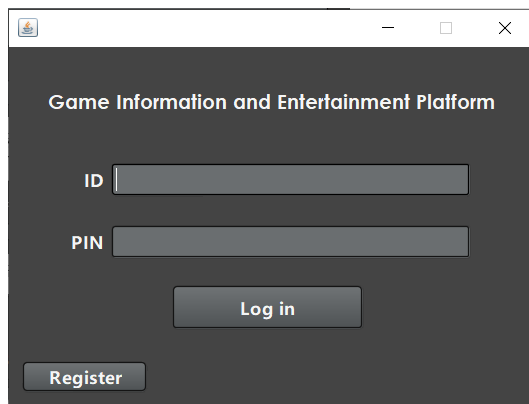 Game Information and Entertainment Platform
ID
PIN
Log in
Register